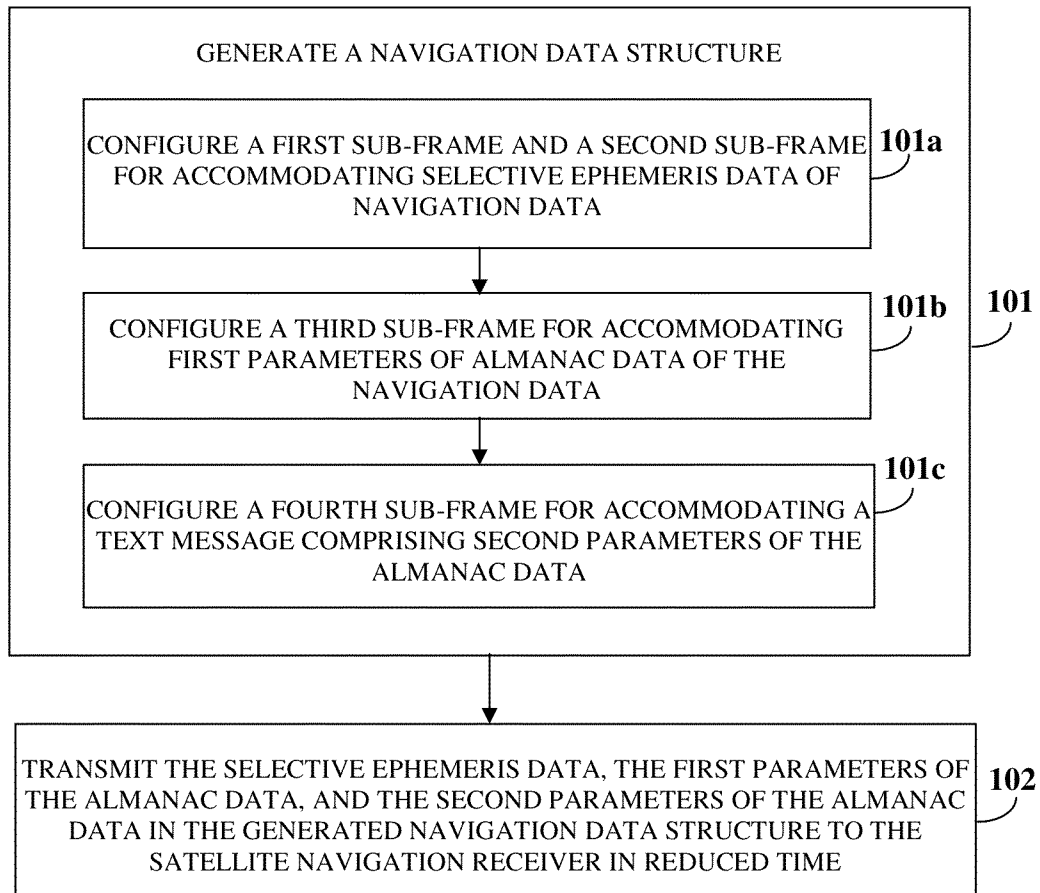 GENERATE A NAVIGATION DATA STRUCTURE
CONFIGURE A FIRST SUB-FRAME AND A SECOND SUB-FRAME
FOR ACCOMMODATING SELECTIVE EPHEMERIS DATA OF
NAVIGATION DATA
101a
CONFIGURE A THIRD SUB-FRAME FOR ACCOMMODATING
FIRST PARAMETERS OF ALMANAC DATA OF THE
NAVIGATION DATA
101b
101
CONFIGURE A FOURTH SUB-FRAME FOR ACCOMMODATING A
TEXT MESSAGE COMPRISING SECOND PARAMETERS OF THE
ALMANAC DATA
101c
TRANSMIT THE SELECTIVE EPHEMERIS DATA, THE FIRST PARAMETERS OF
THE ALMANAC DATA, AND THE SECOND PARAMETERS OF THE ALMANAC
DATA IN THE GENERATED NAVIGATION DATA STRUCTURE TO THE
SATELLITE NAVIGATION RECEIVER IN REDUCED TIME
102